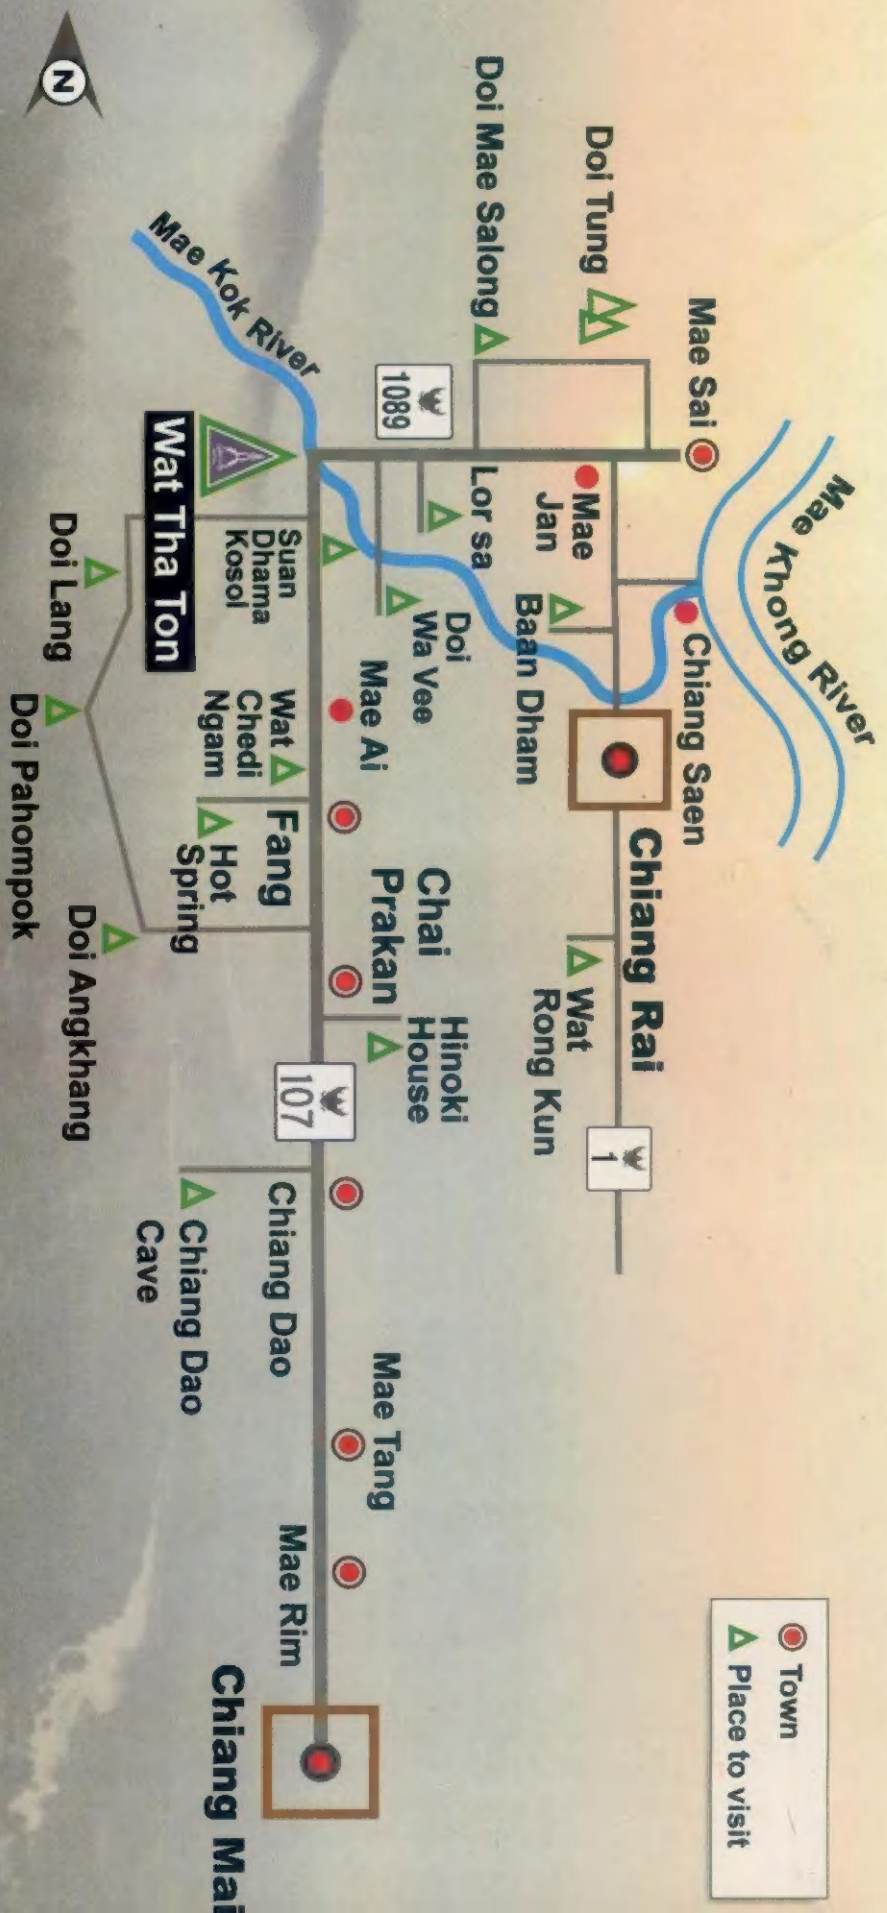 N
Mae Kok River
Doi Mae Salong
Doi Tung
Mae Sai
Mae Khong River
1089
Wat Tha Ton
Lor sa
Mae
Jan
Chiang Saen
Baan Dham
Doi
Wa Vee
Suan
Dhama
Kosol
Doi Lang
Doi Pahompok
Mae Ai
Wat
Chedi
Ngam
Fang
Hot
Spring
Doi Angkhang
Chai
Prakan
Hinoki
House
Chiang Rai
Wat
Rong Kun
1
107
Chiang Dao
Chiang Dao
Cave
Mae Tang
Mae Rim
Chiang Mai
Town
Place to visit